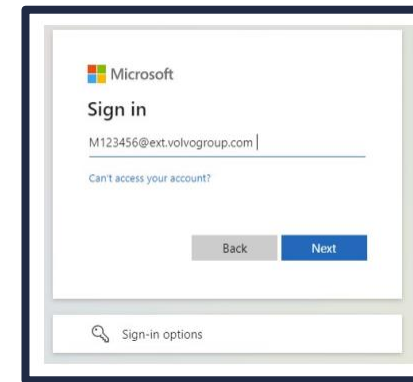 Microsoft
Sign in
M123456@ext.volvogroup.com
Can't access your account?
Back Next
Sign-in options